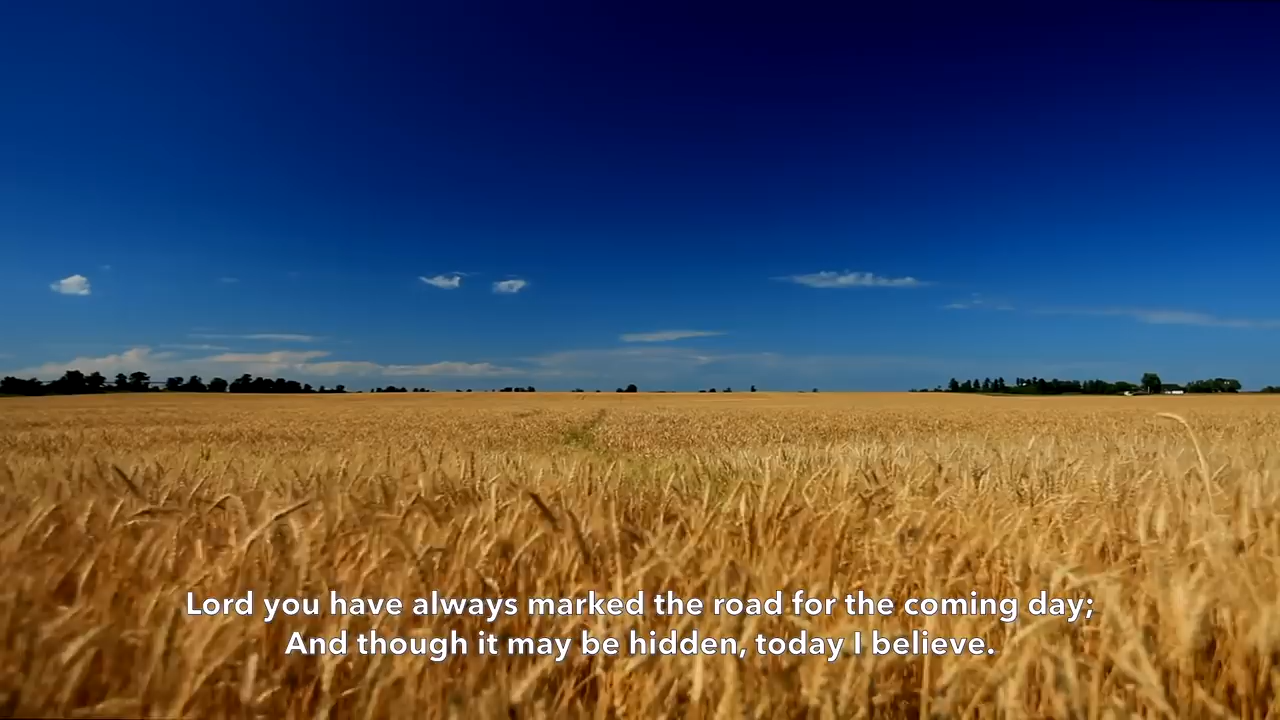 Lord you have always marked the road for the coming day;
And though it may be hidden, today I believe.